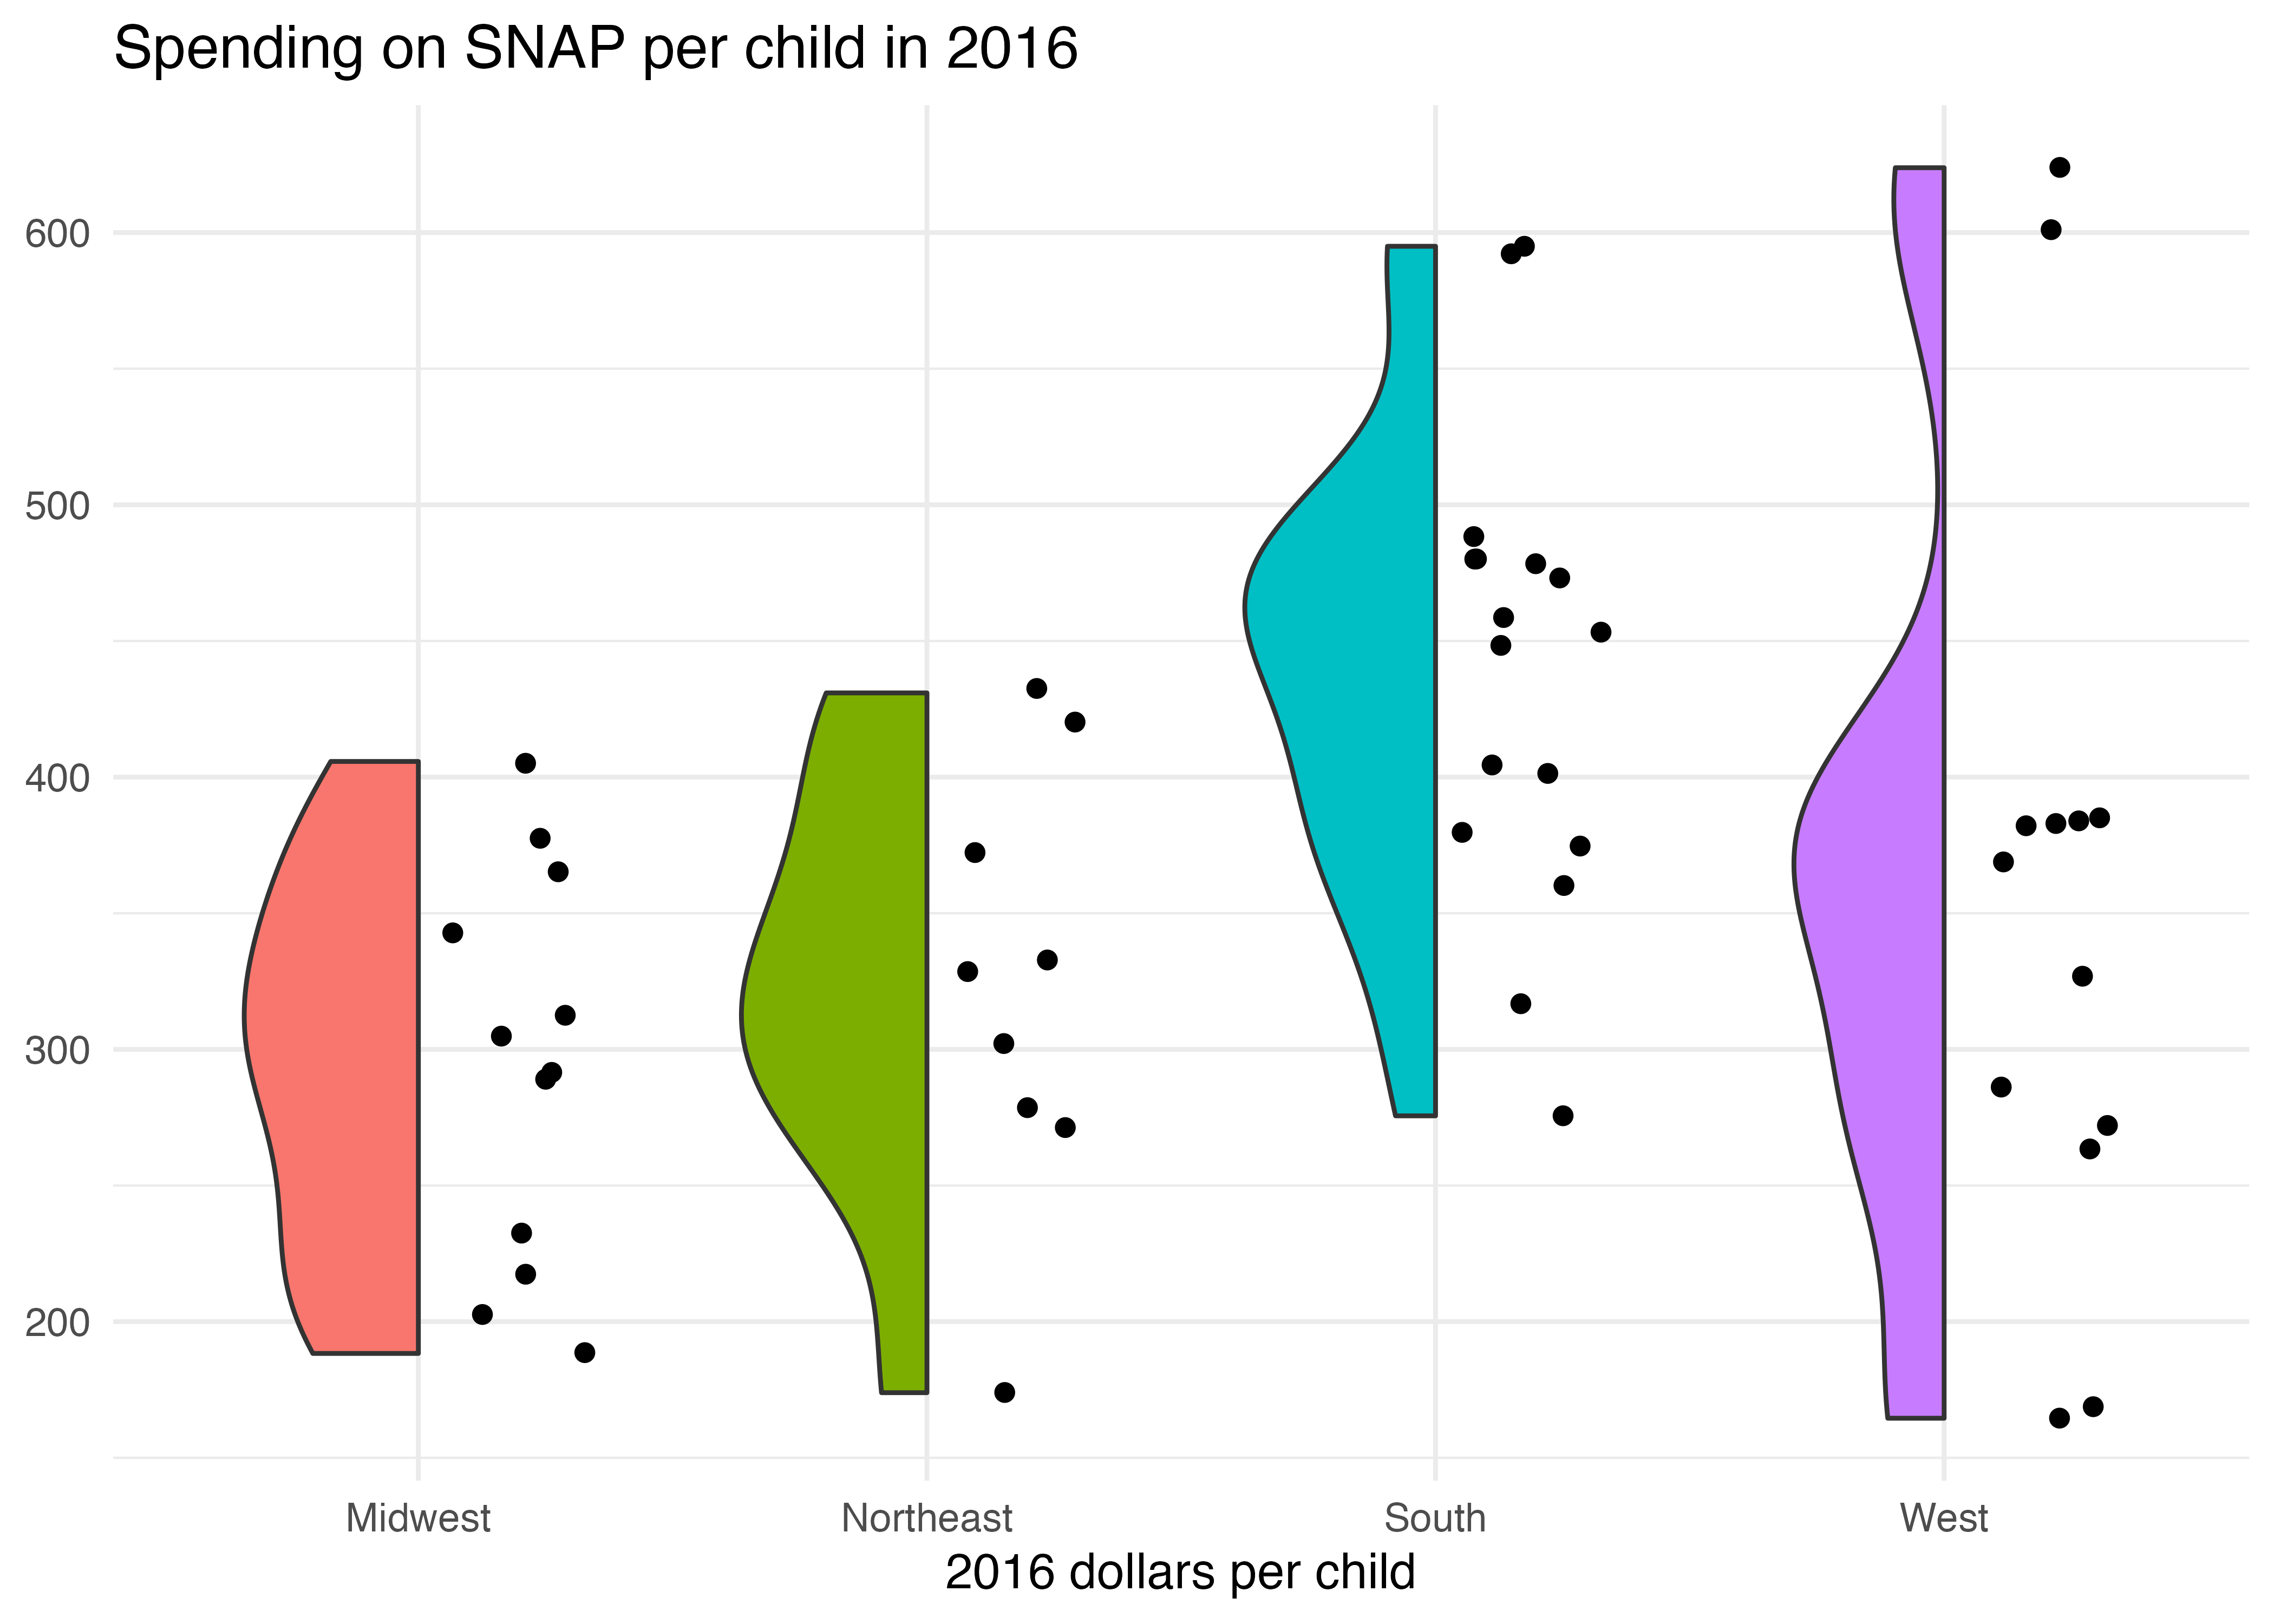 Spending on SNAP per child in 2016
600
500
400
300
200
Midwest Northeast South West
2016 dollars per child